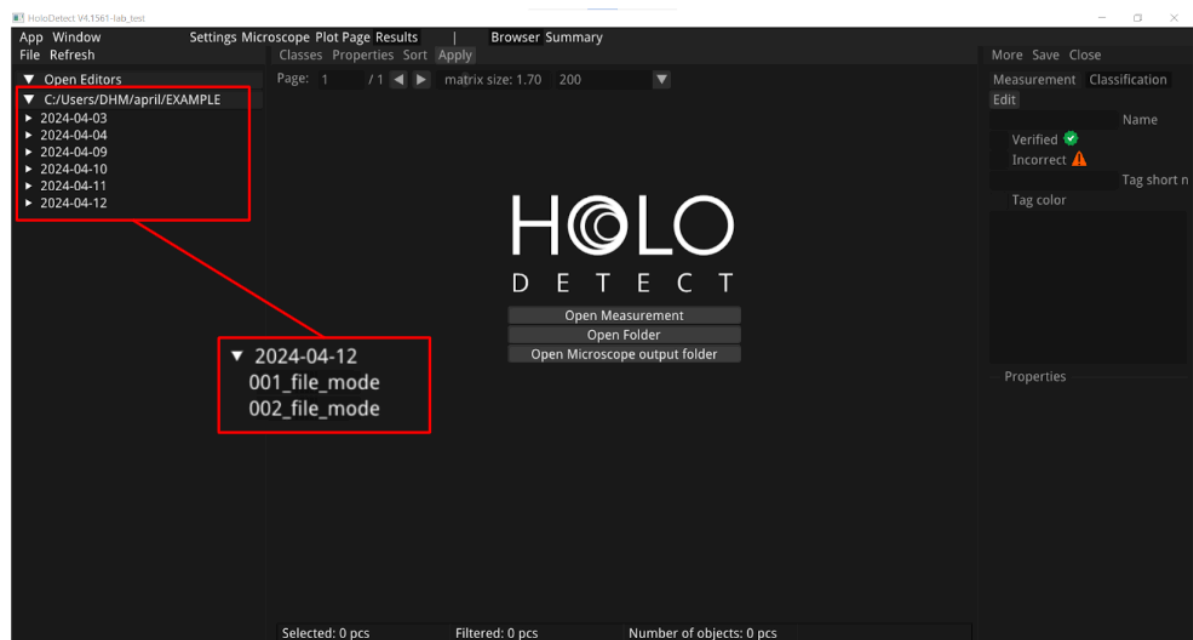 HoloDetect V4.1561-lab_test
App Window Settings Microscope Plot Page Results | Browser Summary
File Refresh Classes Properties Sort Apply More Save Close
Open Editors
Page: 1 / 1 matrix size: 1.70 200
Measurement Classification
C:/Users/DHM/april/EXAMPLE
Edit
2024-04-03
Name
2024-04-04
Verified
2024-04-09
Incorrect
2024-04-10
2024-04-11
Tag short n
2024-04-12
Tag color
HOLO
DETECT
Open Measurement
Open Folder
Open Microscope output folder
2024-04-12
001_file_mode
002_file_mode
Properties
Selected: 0 pcs Filtered: 0 pcs Number of objects: 0 pcs